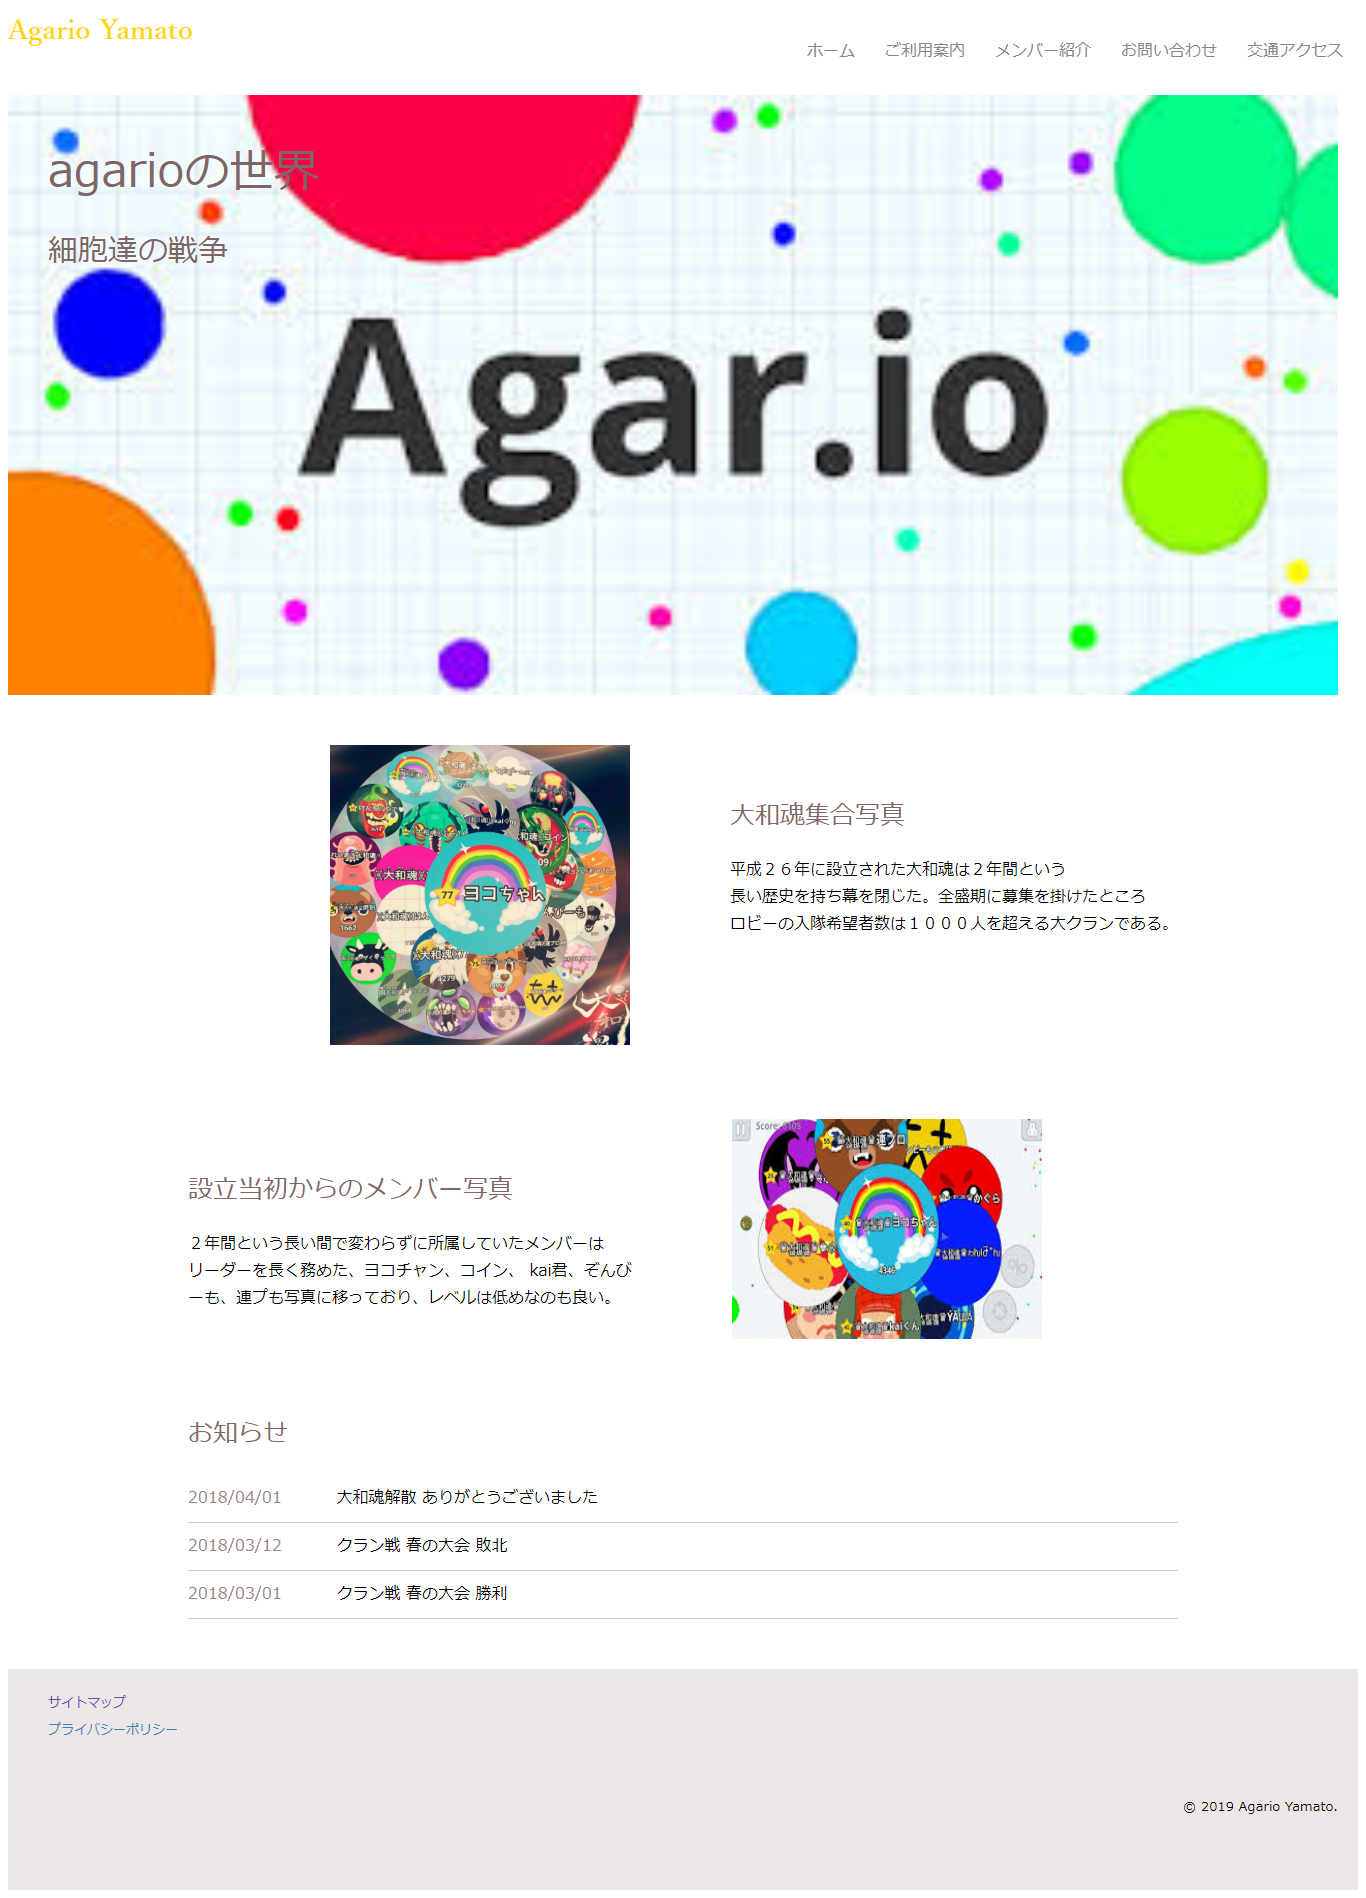 Agario Yamato
ホーム ご利用案内 メンバー紹介 お問い合わせ 交通アクセス
agarioの世界
細胞達の戦争
Agar.io
77 ヨコちゃん
大和魂集合写真
平成２６年に設立された大和魂は２年間という
長い歴史を持ち幕を閉じた。全盛期に募集を掛けたところ
ロビーの入隊希望者数は１０００人を超える大クランである。
設立当初からのメンバー写真
２年間という長い間で変わらずに所属していたメンバーは
リーダーを長く務めた、ヨコチャン、コイン、 kai君、ぞんび
ーも、連プも写真に移っており、レベルは低めなのも良い。
4346
お知らせ
2018/04/01 大和魂解散 ありがとうございました
2018/03/12 クラン戦 春の大会 敗北
2018/03/01 クラン戦 春の大会 勝利
サイトマップ
プライバシーポリシー
© 2019 Agario Yamato.